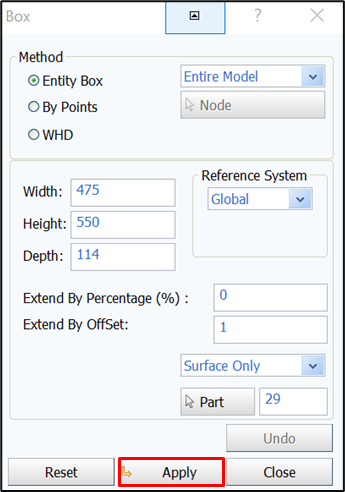 Box ?
Method
Entity Box Entire Model
By Points Node
WHD
Reference System
Width: 475 Global
Height: 550
Depth: 114
Extend By Percentage (%) : 0
Extend By OffSet: 1
Surface Only
Part 29
Undo
Reset Apply Close